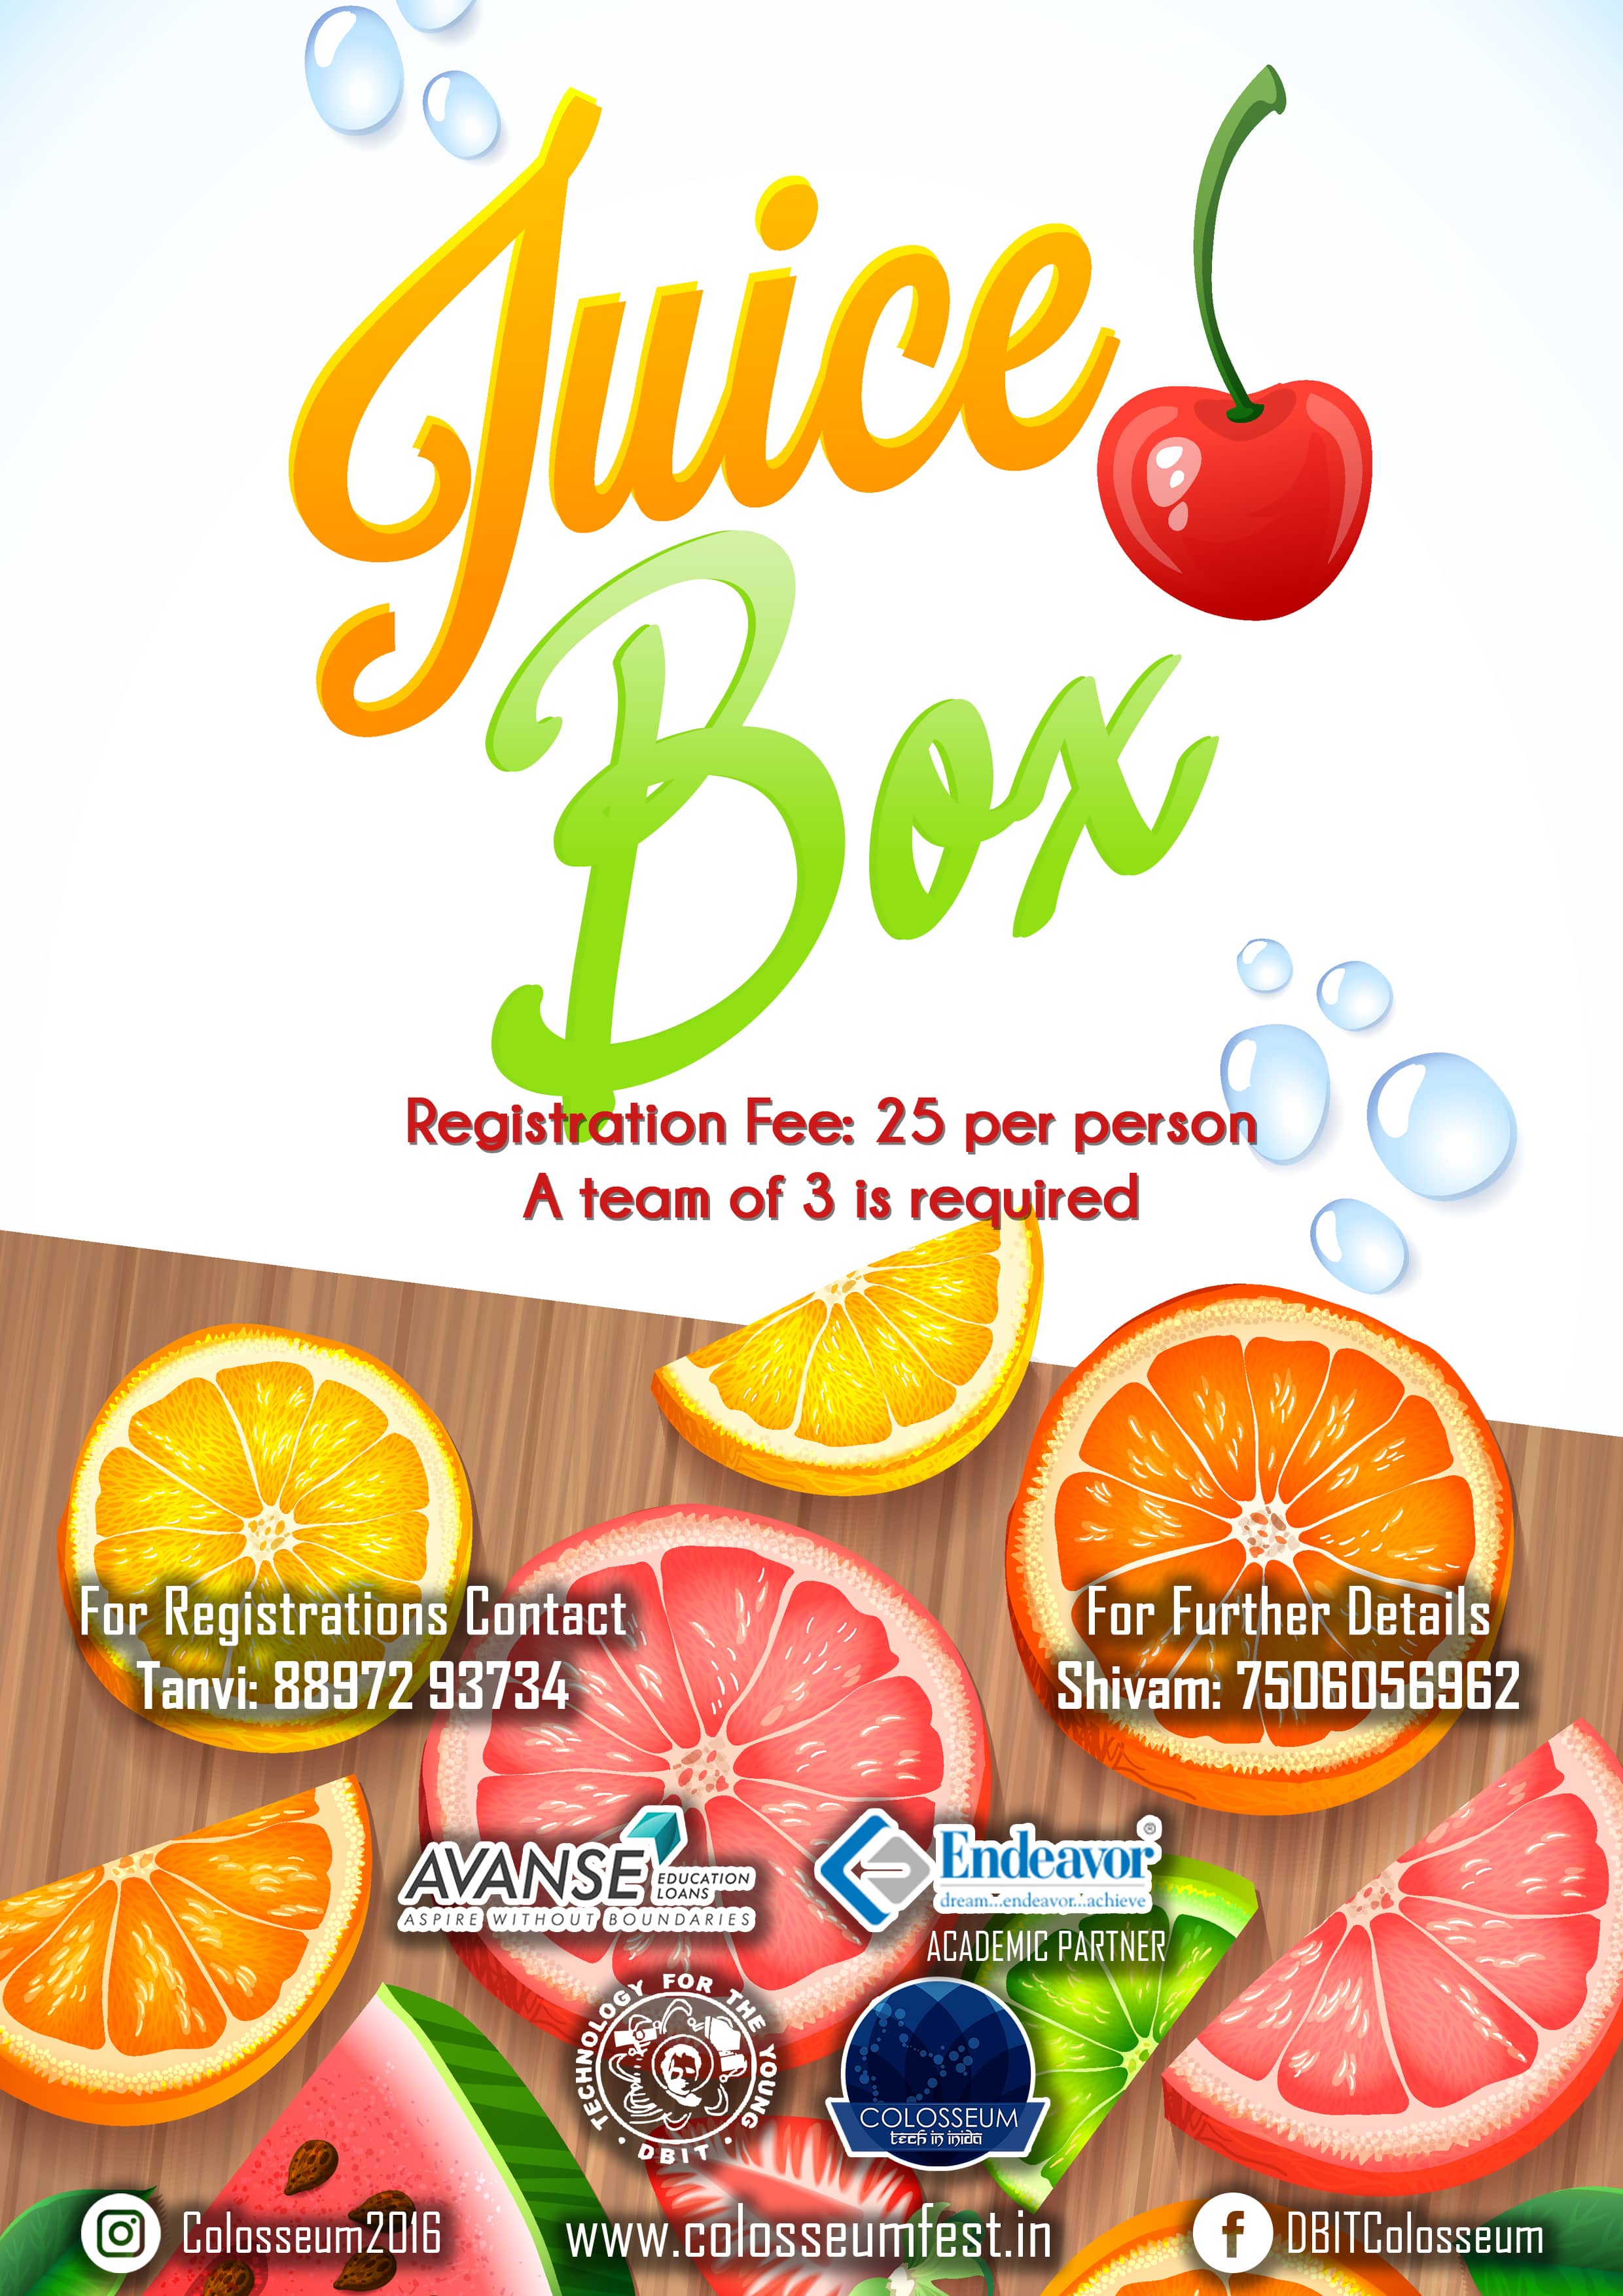 Juice
Box
Registration Fee: 25 per person
A team of 3 is required
For Registrations Contact
Tanvi: 88972 93734
For Further Details
Shivam: 7506056962
AVANSE EDUCATION
LOANS
ASPIRE WITHOUT BOUNDARIES
Endeavor®
dream...endeavor...achieve
ACADEMIC PARTNER
TECHNOLOGY FOR THE YOUNG
· DBIT ·
COLOSSEUM
tech in inida
Colosseum2016
www.colosseumfest.in
f DBITColosseum